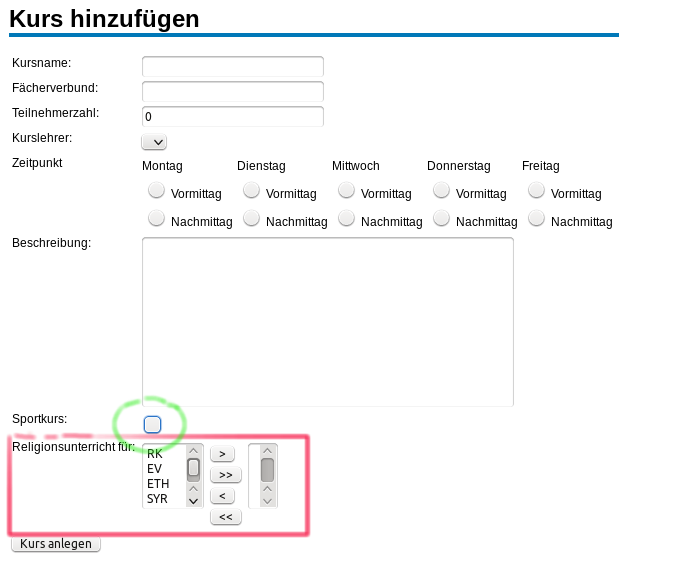 Kurs hinzufügen
Kursname:
Fächerverbund:
Teilnehmerzahl: 0
Kurslehrer:
Zeitpunkt Montag Dienstag Mittwoch Donnerstag Freitag
Vormittag Vormittag Vormittag Vormittag Vormittag
Nachmittag Nachmittag Nachmittag Nachmittag Nachmittag
Beschreibung:
Sportkurs:
Religionsunterricht für:
RK >
EV >>
ETH <
SYR <<
Kurs anlegen